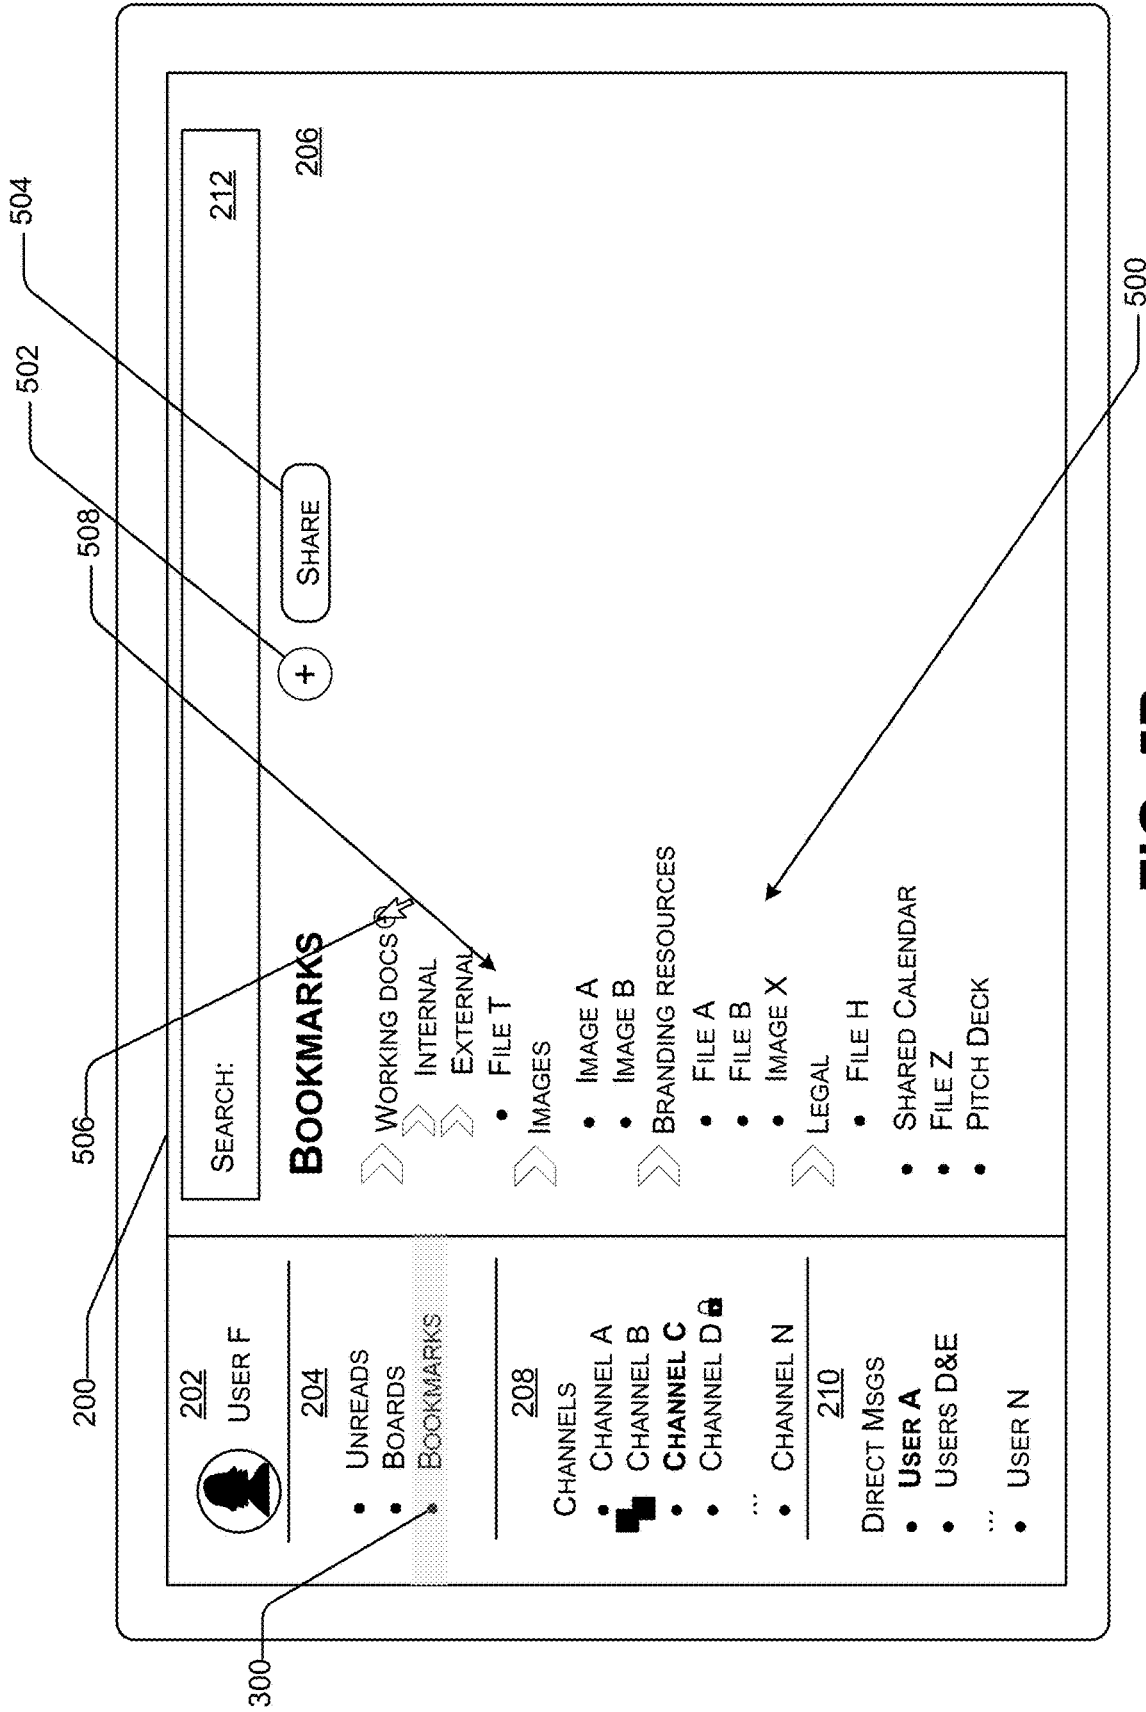 200
202
USER F
204
• UNREADS
• BOARDS
• BOOKMARKS
300
208
CHANNELS
• CHANNEL A
CHANNEL B
• CHANNEL C
• CHANNEL D
...
• CHANNEL N
210
DIRECT MSGS
• USER A
• USERS D&E
...
• USER N
SEARCH:
212
BOOKMARKS
+
SHARE
206
WORKING DOCS
INTERNAL
EXTERNAL
• FILE T
IMAGES
• IMAGE A
• IMAGE B
BRANDING RESOURCES
• FILE A
• FILE B
• IMAGE X
LEGAL
• FILE H
• SHARED CALENDAR
• FILE Z
• PITCH DECK
506
508
502
504
500